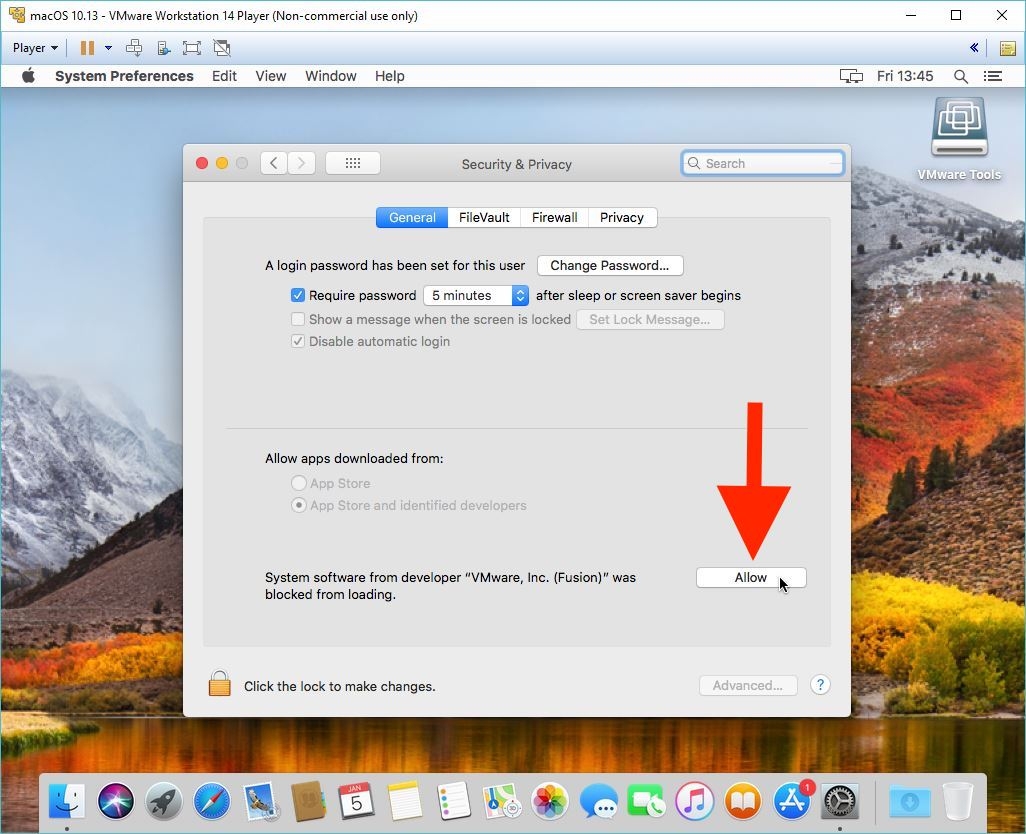 macOS 10.13 - VMware Workstation 14 Player (Non-commercial use only)
Player
System Preferences Edit View Window Help Fri 13:45
VMware Tools
Security & Privacy Search
General FileVault Firewall Privacy
A login password has been set for this user Change Password...
Require password 5 minutes after sleep or screen saver begins
Show a message when the screen is locked Set Lock Message...
Disable automatic login
Allow apps downloaded from:
App Store
App Store and identified developers
System software from developer “VMware, Inc. (Fusion)” was
blocked from loading.
Allow
Click the lock to make changes. Advanced... ?
JAN
5
1